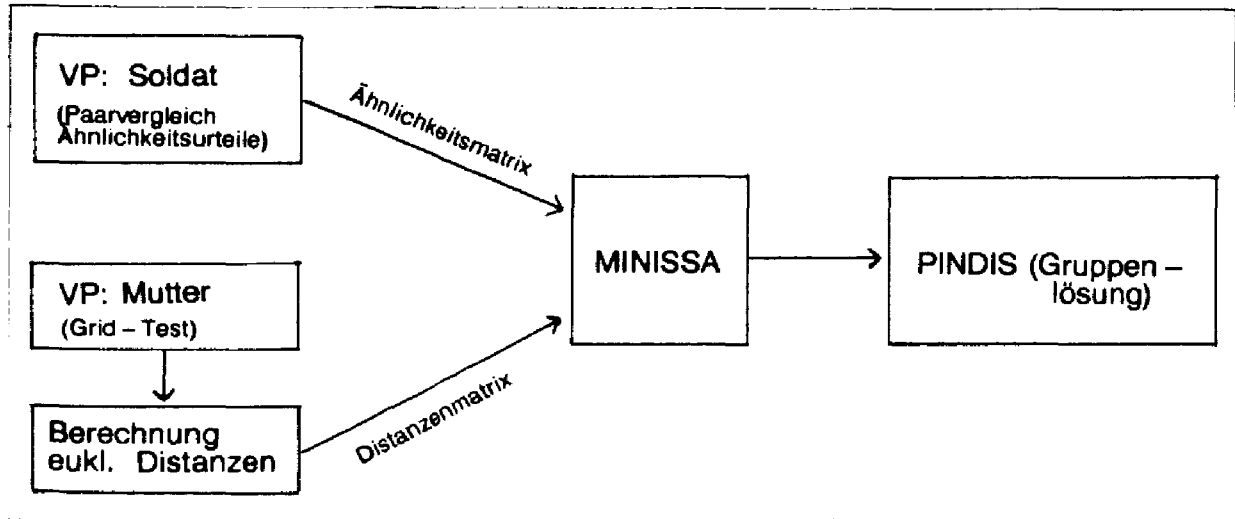 VP: Soldat
(Paarvergleich
Ähnlichkeitsurteile)
Ähnlichkeitsmatrix
VP: Mutter
(Grid – Test)
Berechnung
eukl. Distanzen
Distanzenmatrix
MINISSA
PINDIS (Gruppen –
lösung)